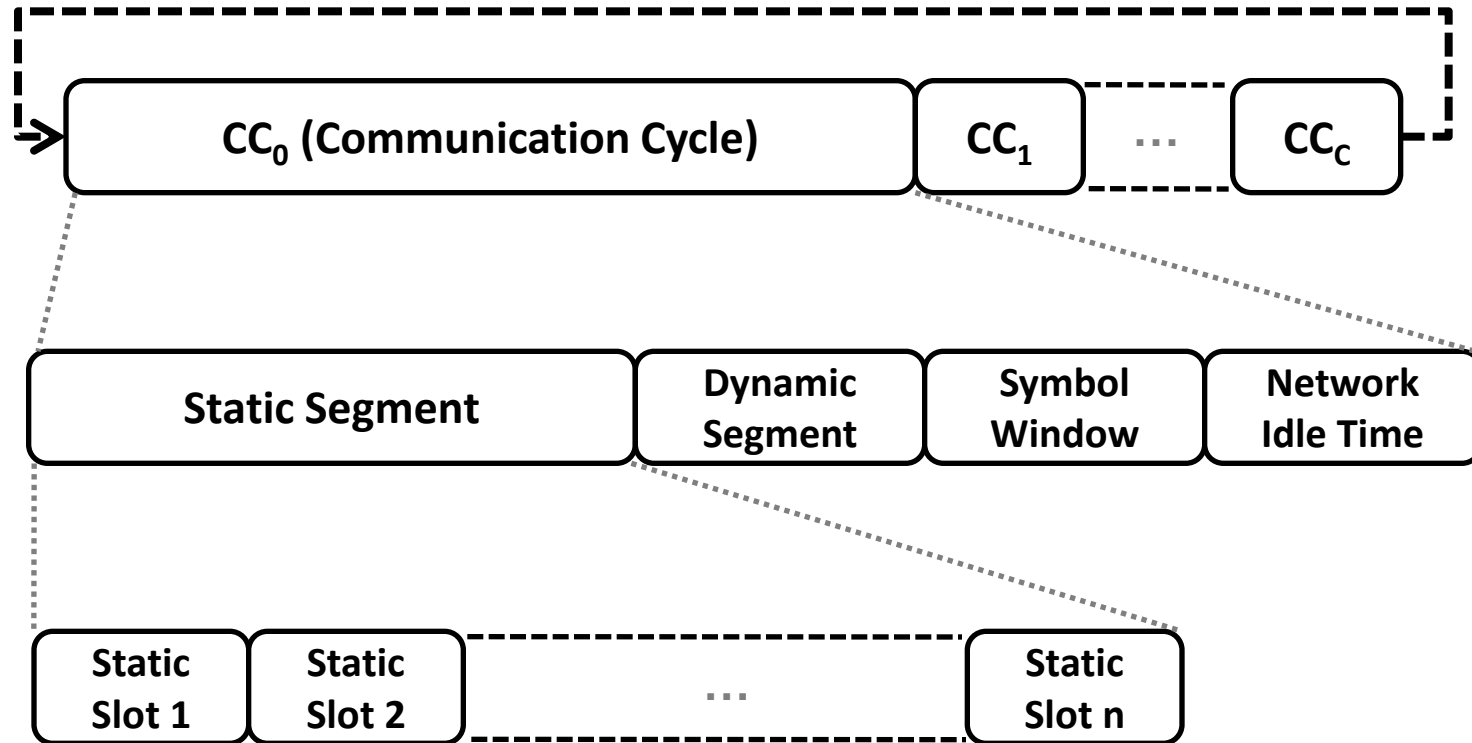 CC₀ (Communication Cycle)
CC₁
...
CC_C
Static Segment
Dynamic
Segment
Symbol
Window
Network
Idle Time
Static
Slot 1
Static
Slot 2
...
Static
Slot n